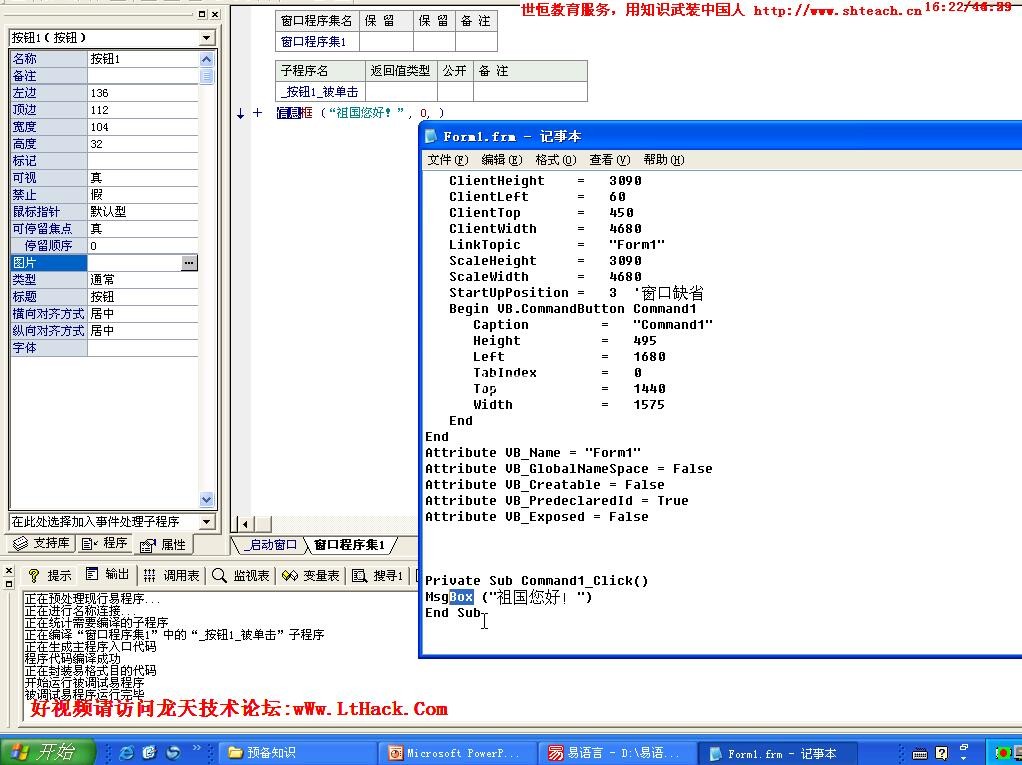 世恒教育服务，用知识武装中国人 http://www.shteach.cn
按钮1（按钮）
名称 按钮1
备注
左边 136
顶边 112
宽度 104
高度 32
标记
可视 真
禁止 假
鼠标指针 默认型
可停留焦点 真
停留顺序 0
图片 ...
类型 通常
标题 按钮
横向对齐方式 居中
纵向对齐方式 居中
字体
在此处选择加入事件处理子程序
支持库 程序 属性
窗口程序集名 保 留 保 留 备 注
窗口程序集1
子程序名 返回值类型 公开 备 注
_按钮1_被单击
↓ + 信息框 (“祖国您好！”, 0, )
_启动窗口 窗口程序集1
Form1.frm - 记事本
文件(F) 编辑(E) 格式(O) 查看(V) 帮助(H)
ClientHeight = 3090
ClientLeft = 60
ClientTop = 450
ClientWidth = 4680
LinkTopic = "Form1"
ScaleHeight = 3090
ScaleWidth = 4680
StartUpPosition = 3 '窗口缺省
Begin VB.CommandButton Command1
Caption = "Command1"
Height = 495
Left = 1680
TabIndex = 0
Top = 1440
Width = 1575
End
End
Attribute VB_Name = "Form1"
Attribute VB_GlobalNameSpace = False
Attribute VB_Creatable = False
Attribute VB_PredeclaredId = True
Attribute VB_Exposed = False
Private Sub Command1_Click()
MsgBox ("祖国您好！")
End Sub
提示 输出 调用表 监视表 变量表 搜寻1
正在预处理现行易程序...
正在进行名称连接...
正在统计需要编译的子程序
正在编译“窗口程序集1”中的“_按钮1_被单击”子程序
正在生成主程序入口代码
程序代码编译成功
正在封装易格式目的代码
开始运行被调试易程序
被调试易程序运行完毕
好视频请访问龙天技术论坛:wWw.LtHack.Com
开始 » 预备知识 Microsoft PowerP... 易语言 - D:\易语... Form1.frm - 记事本